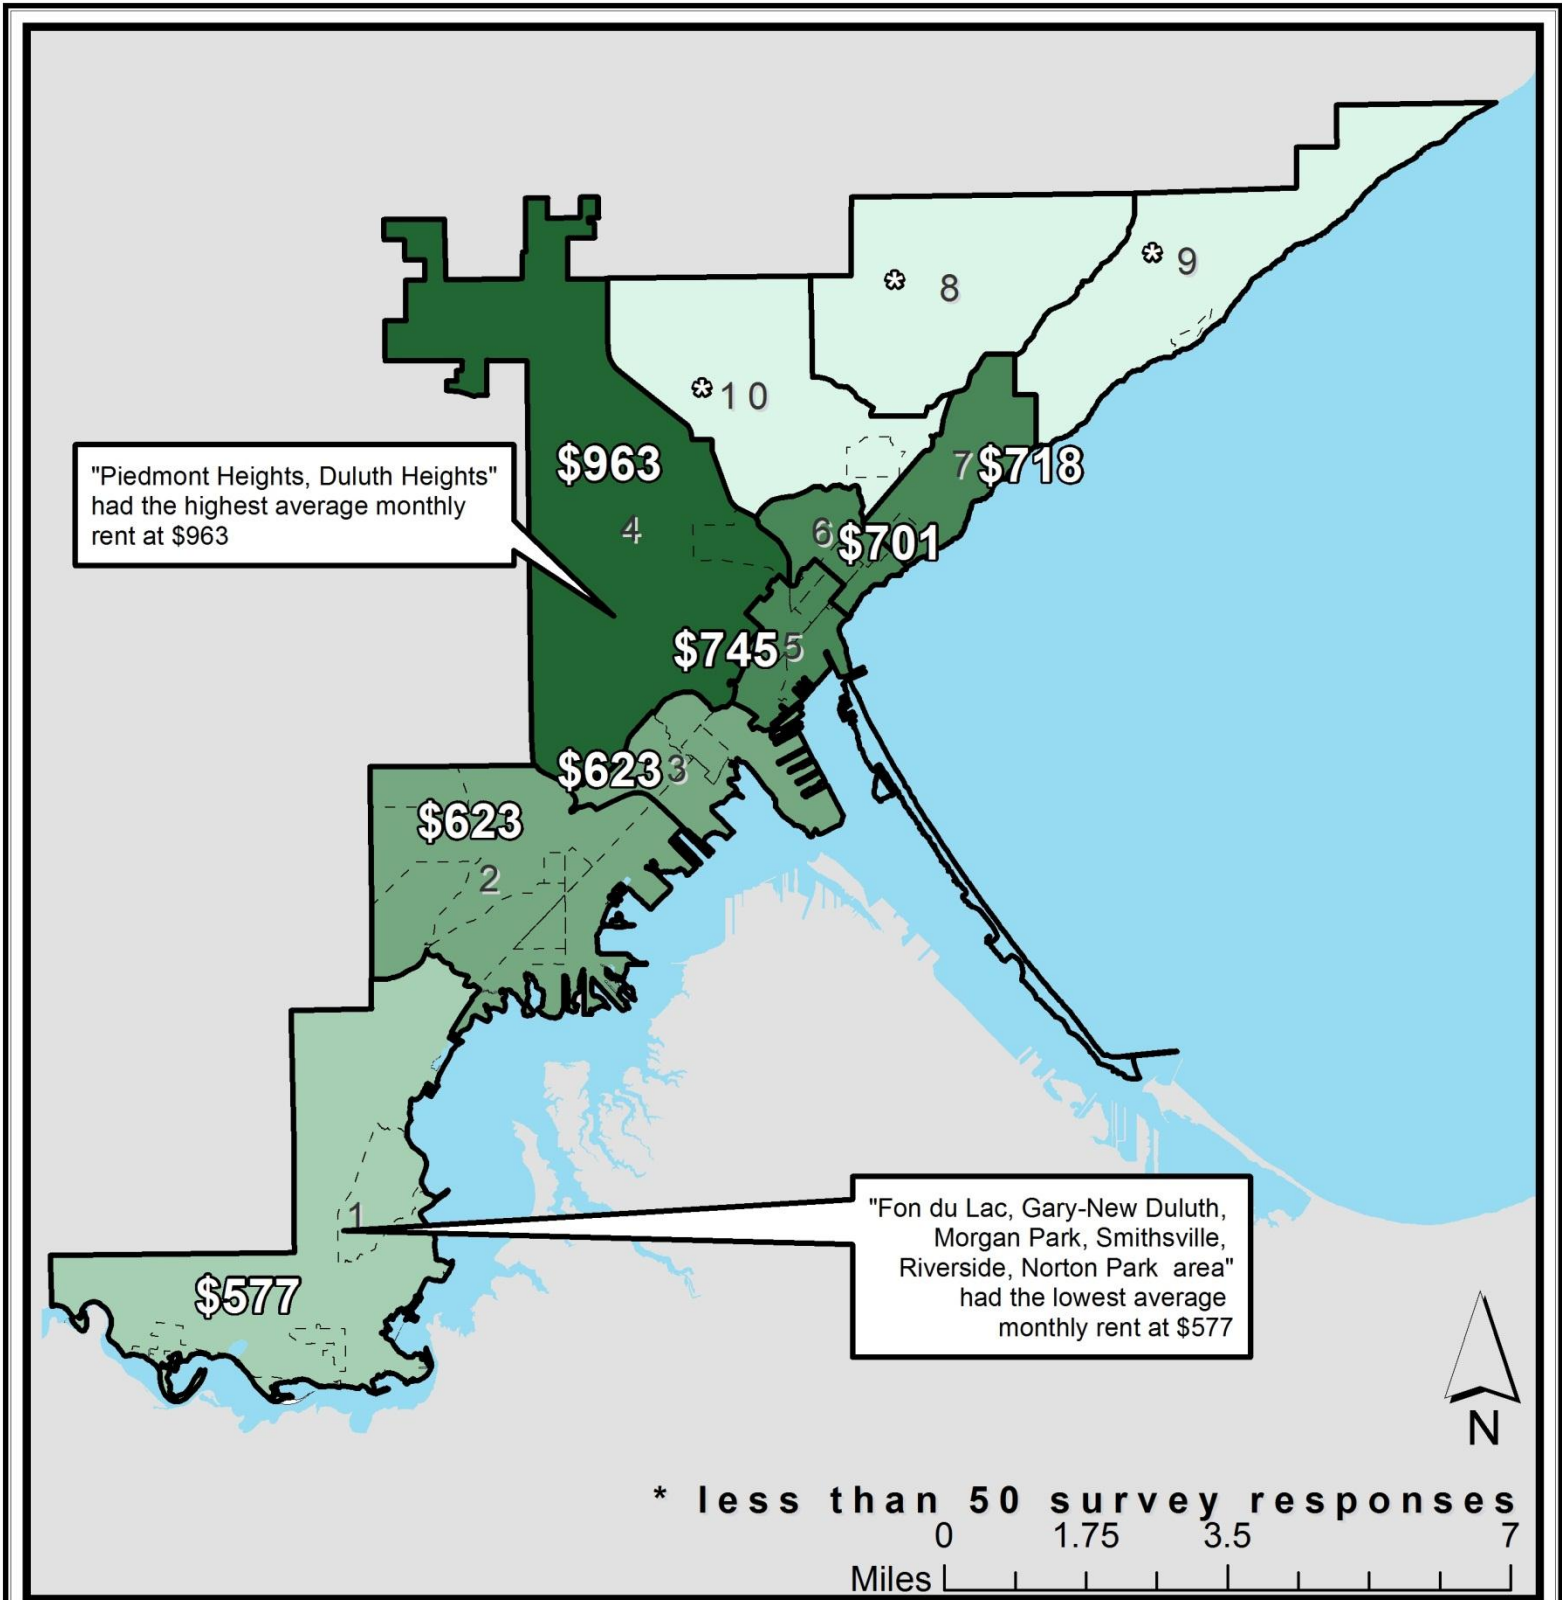 * 9
* 8
* 10
$963
7 $718
"Piedmont Heights, Duluth Heights"
had the highest average monthly
rent at $963
4
6 $701
$745 5
$623 3
$623
2
1
"Fon du Lac, Gary-New Duluth,
Morgan Park, Smithsville,
Riverside, Norton Park area"
had the lowest average
monthly rent at $577
$577
N
* less than 50 survey responses
0 1.75 3.5 7
Miles